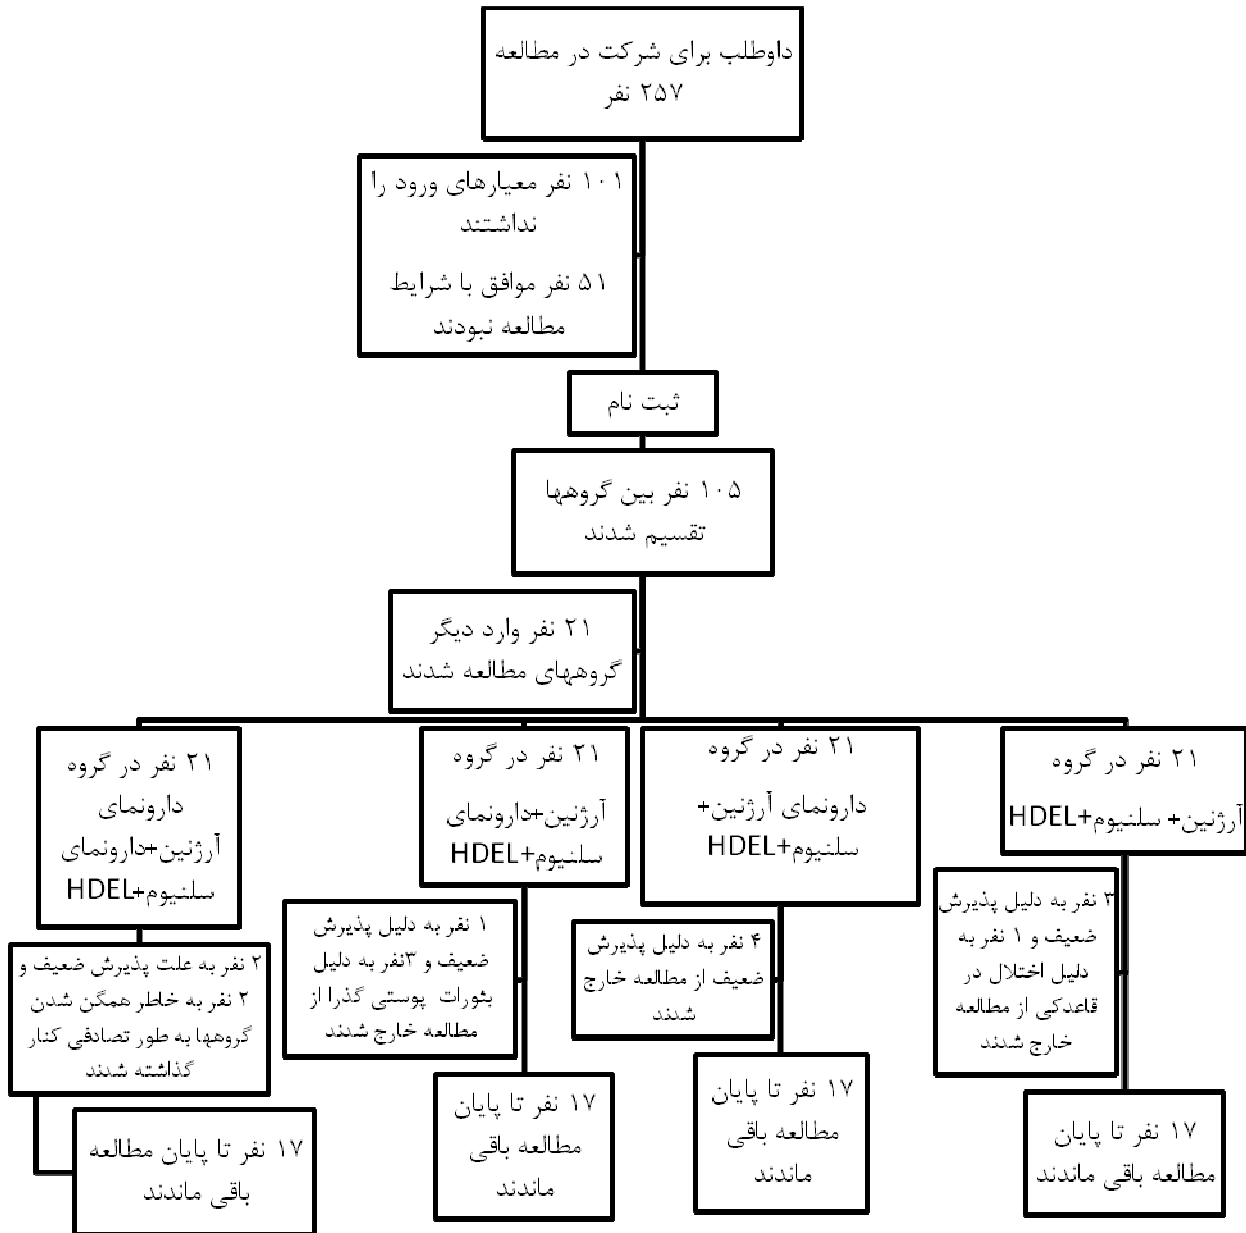 داوطلب برای شرکت در مطالعه
۲۵۷ نفر
۱۰۱ نفر معیارهای ورود را
نداشتند
۵۱ نفر موافق با شرایط
مطالعه نبودند
ثبت نام
۱۰۵ نفر بین گروهها
تقسیم شدند
۲۱ نفر وارد دیگر
گروههای مطالعه شدند
۲۱ نفر در گروه
آرژنین+ سلنیوم+HDEL
۲۱ نفر در گروه
دارونمای آرژنین+
سلنیوم+HDEL
۲۱ نفر در گروه
آرژنین+دارونمای
سلنیوم+HDEL
۲۱ نفر در گروه
دارونمای
آرژنین+دارونمای
سلنیوم+HDEL
۳ نفر به دلیل پذیرش
ضعیف و ۱ نفر به
دلیل اختلال در
قاعدگی از مطالعه
خارج شدند
۴ نفر به دلیل پذیرش
ضعیف از مطالعه خارج
شدند
۱ نفر به دلیل پذیرش
ضعیف و ۳نفر به دلیل
بثورات پوستی گذرا از
مطالعه خارج شدند
۲ نفر به علت پذیرش ضعیف و
۲ نفر به خاطر همگن شدن
گروهها به طور تصادفی کنار
گذاشته شدند
۱۷ نفر تا پایان
مطالعه باقی ماندند
۱۷ نفر تا پایان
مطالعه باقی
ماندند
۱۷ نفر تا پایان
مطالعه باقی
ماندند
۱۷ نفر تا پایان مطالعه
باقی ماندند